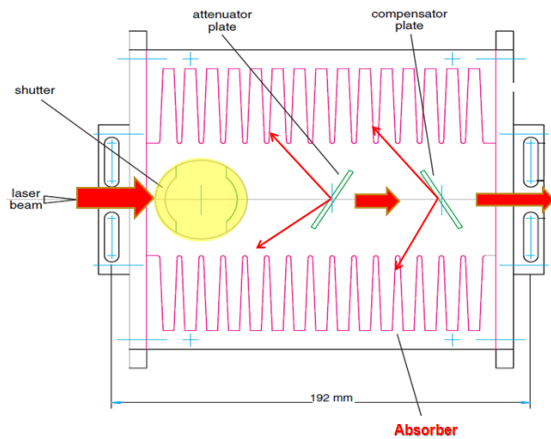 attenuator
plate
compensator
plate
shutter
laser
beam
192 mm
Absorber